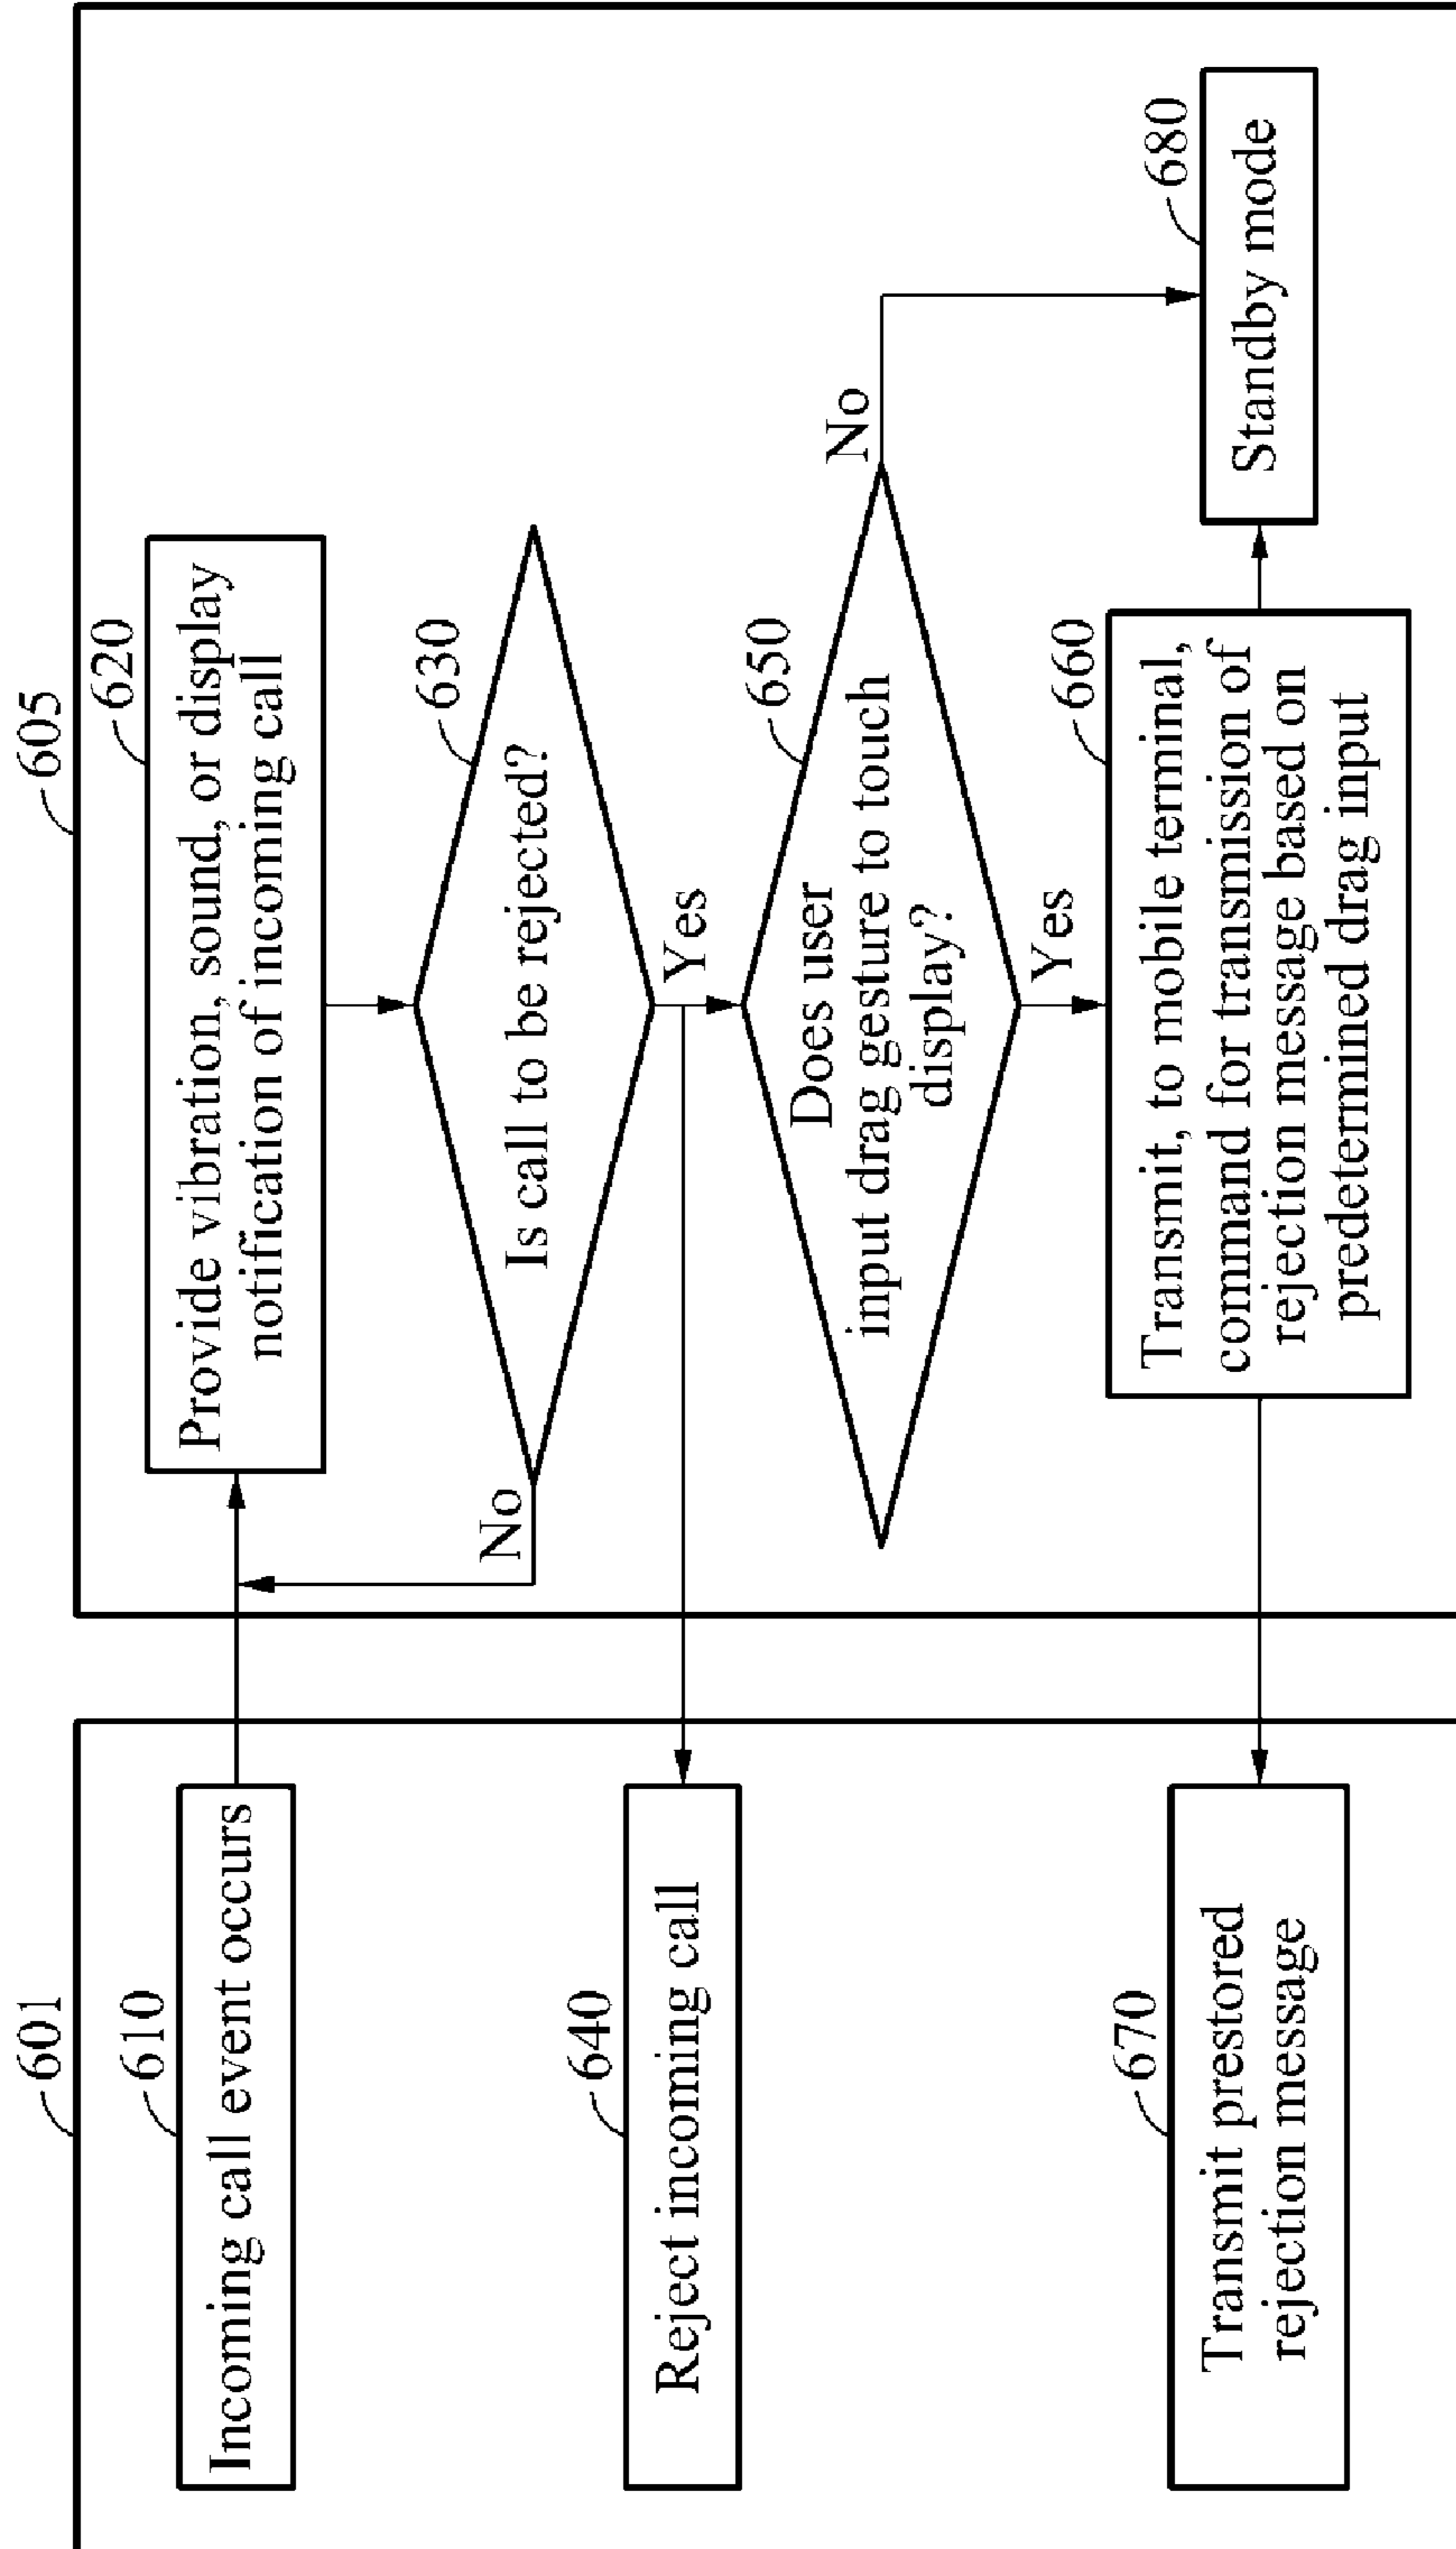 601
605
610
Incoming call event occurs
620
Provide vibration, sound, or display
notification of incoming call
No
630
Is call to be rejected?
Yes
640
Reject incoming call
650
Does user
input drag gesture to touch
display?
No
Yes
660
Transmit, to mobile terminal,
command for transmission of
rejection message based on
predetermined drag input
670
Transmit prestored
rejection message
680
Standby mode